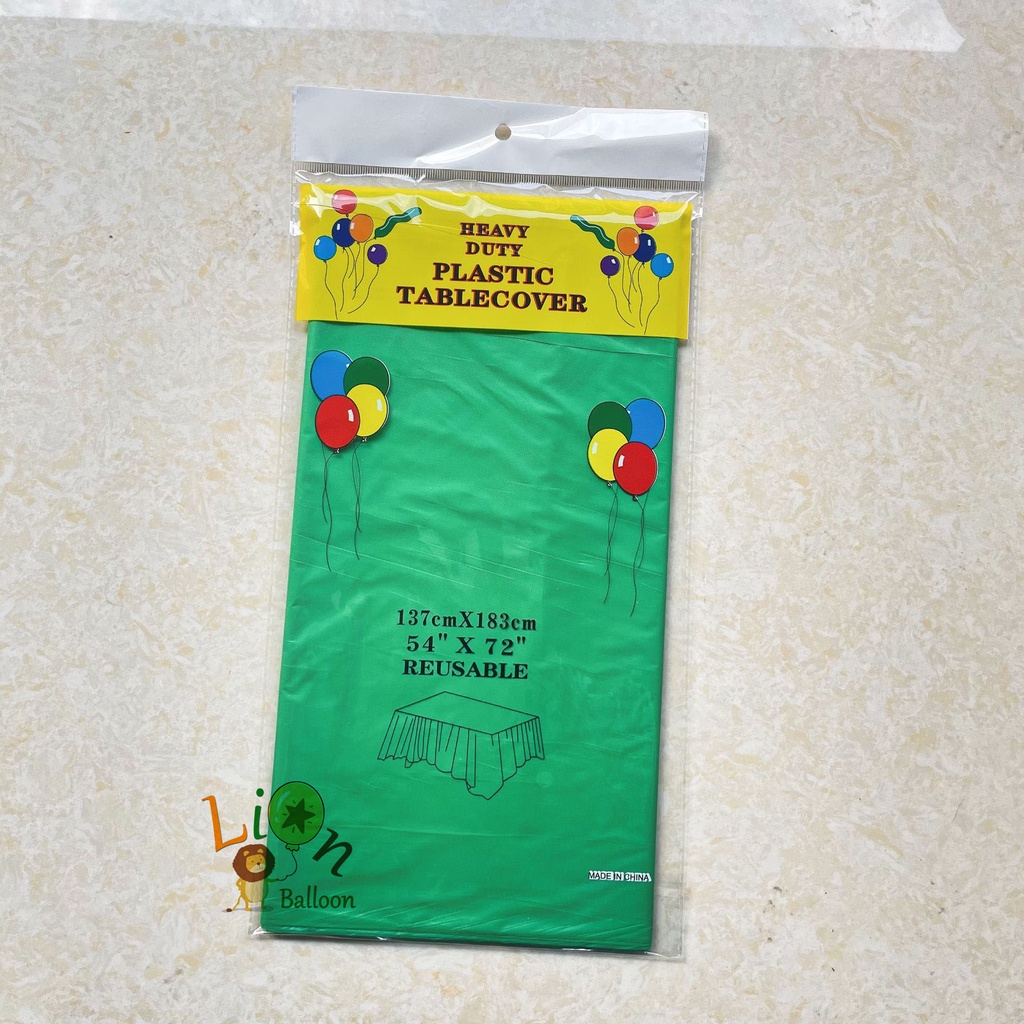 HEAVY
DUTY
PLASTIC
TABLECOVER
137cmX183cm
54" X 72"
REUSABLE
MADE IN CHINA
Lion
Balloon